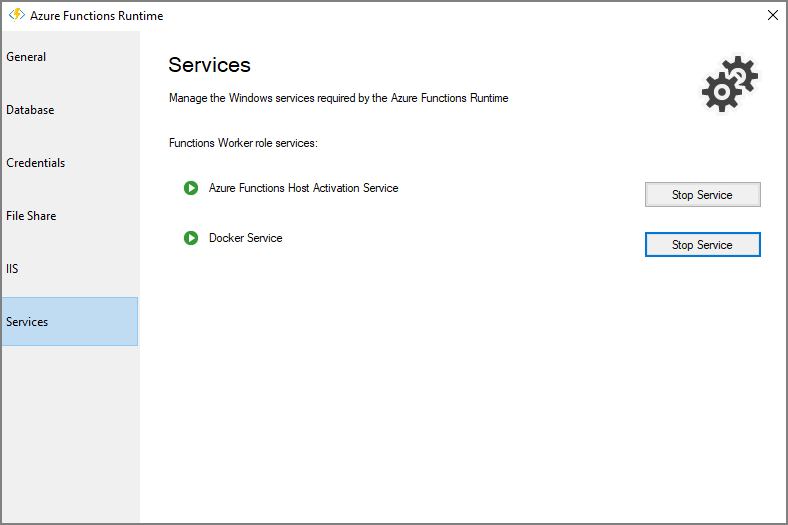 Azure Functions Runtime
General
Database
Credentials
File Share
IIS
Services
Services
Manage the Windows services required by the Azure Functions Runtime
Functions Worker role services:
Azure Functions Host Activation Service
Stop Service
Docker Service
Stop Service